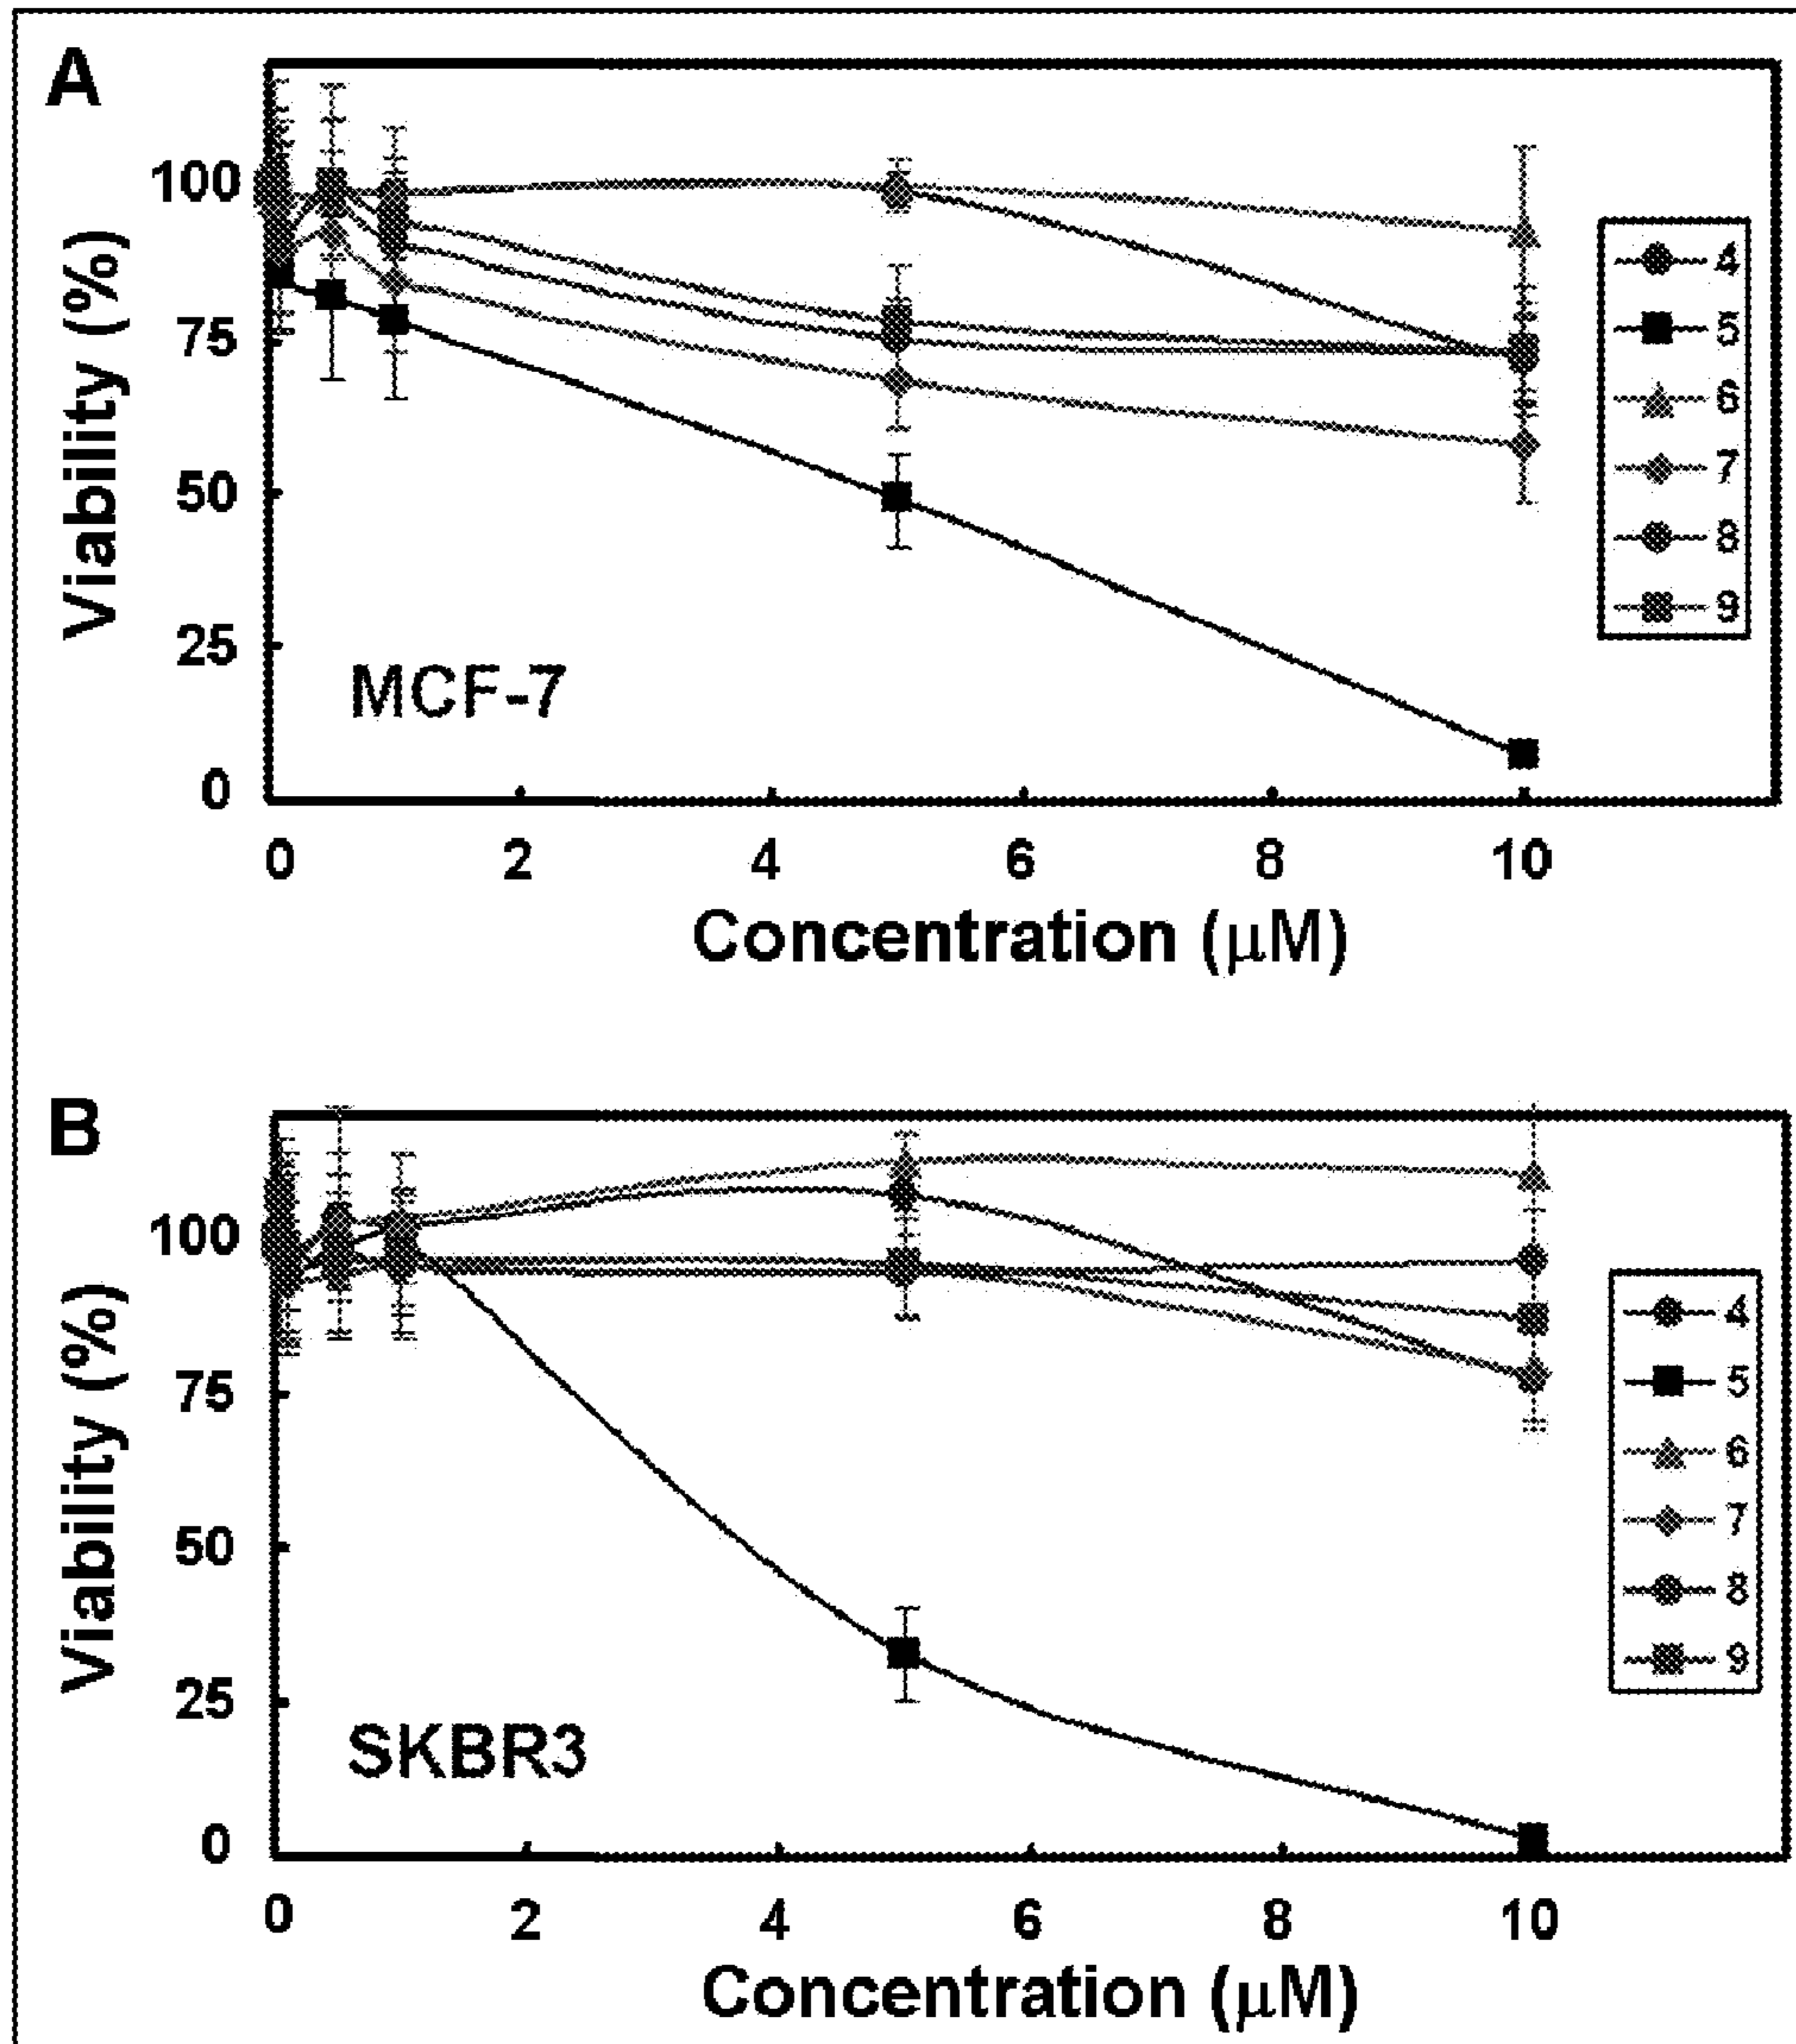 A
100
75
50
25
0
Viability (%)
MCF-7
4
5
6
7
8
9
0 2 4 6 8 10
Concentration (μM)
B
100
75
50
25
0
Viability (%)
SKBR3
4
5
6
7
8
9
0 2 4 6 8 10
Concentration (μM)